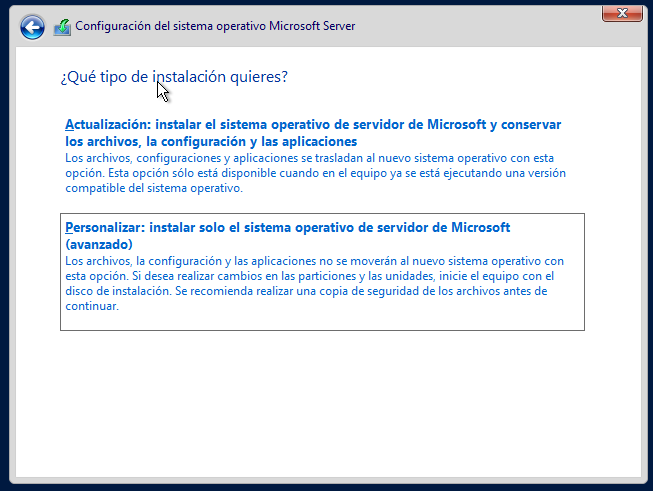 Configuración del sistema operativo Microsoft Server
¿Qué tipo de instalación quieres?
Actualización: instalar el sistema operativo de servidor de Microsoft y conservar
los archivos, la configuración y las aplicaciones
Los archivos, configuraciones y aplicaciones se trasladan al nuevo sistema operativo con esta
opción. Esta opción sólo está disponible cuando en el equipo ya se está ejecutando una versión
compatible del sistema operativo.
Personalizar: instalar solo el sistema operativo de servidor de Microsoft
(avanzado)
Los archivos, la configuración y las aplicaciones no se moverán al nuevo sistema operativo con
esta opción. Si desea realizar cambios en las particiones y las unidades, inicie el equipo con el
disco de instalación. Se recomienda realizar una copia de seguridad de los archivos antes de
continuar.